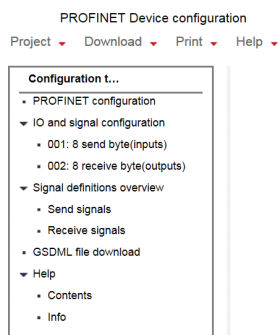 PROFINET Device configuration
Project Download Print Help
Configuration t...
PROFINET configuration
IO and signal configuration
001: 8 send byte(inputs)
002: 8 receive byte(outputs)
Signal definitions overview
Send signals
Receive signals
GSDML file download
Help
Contents
Info